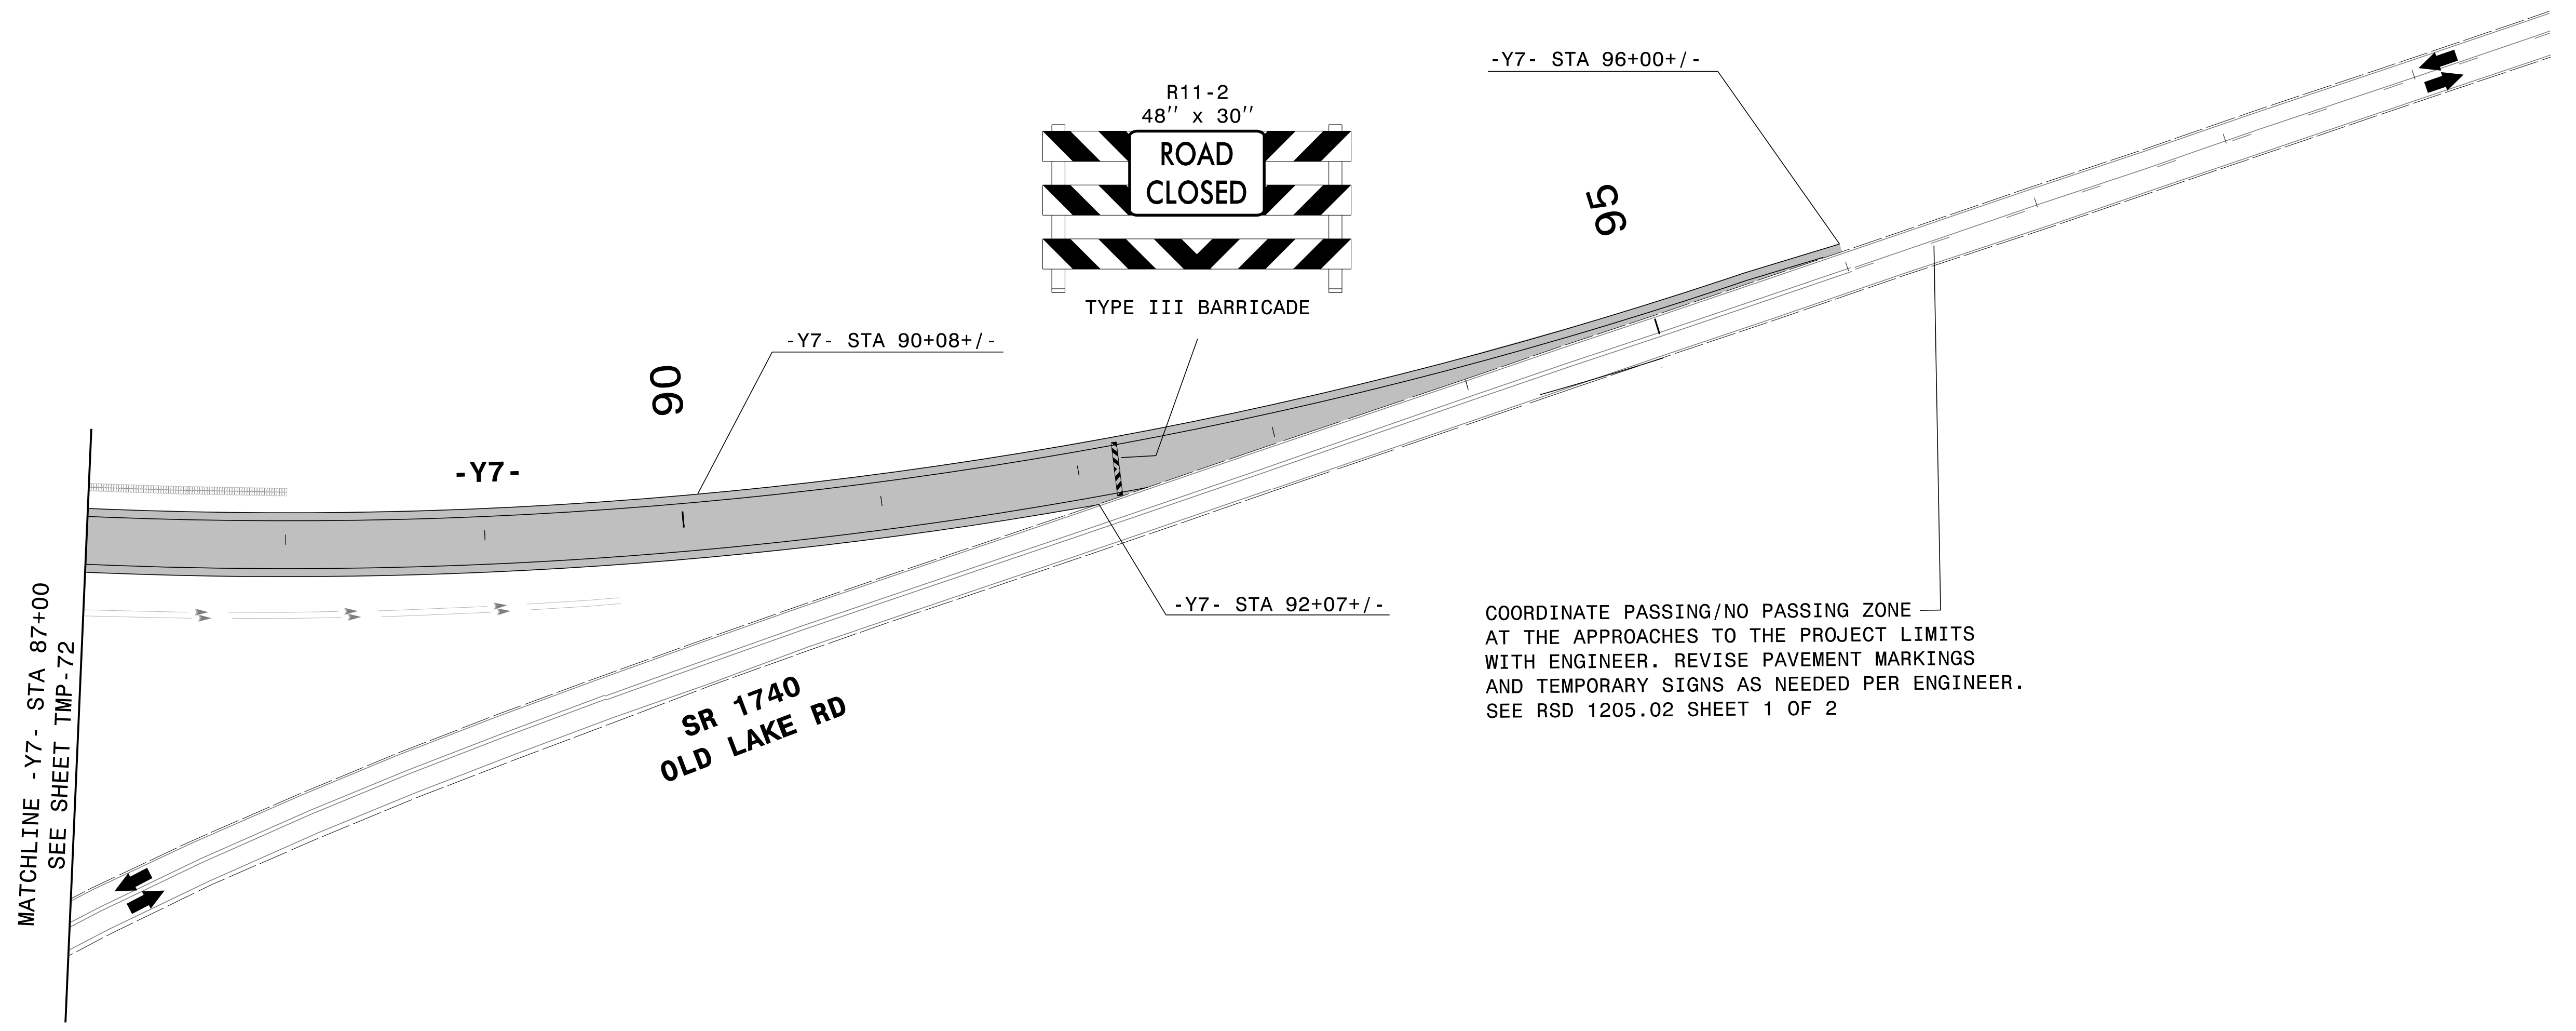 -Y7- STA 96+00+/-
R11-2
48" x 30"
ROAD
CLOSED
95
TYPE III BARRICADE
-Y7- STA 90+08+/-
90
-Y7-
-Y7- STA 92+07+/-
MATCHLINE -Y7- STA 87+00
SEE SHEET TMP-72
SR 1740
OLD LAKE RD
COORDINATE PASSING/NO PASSING ZONE
AT THE APPROACHES TO THE PROJECT LIMITS
WITH ENGINEER. REVISE PAVEMENT MARKINGS
AND TEMPORARY SIGNS AS NEEDED PER ENGINEER.
SEE RSD 1205.02 SHEET 1 OF 2